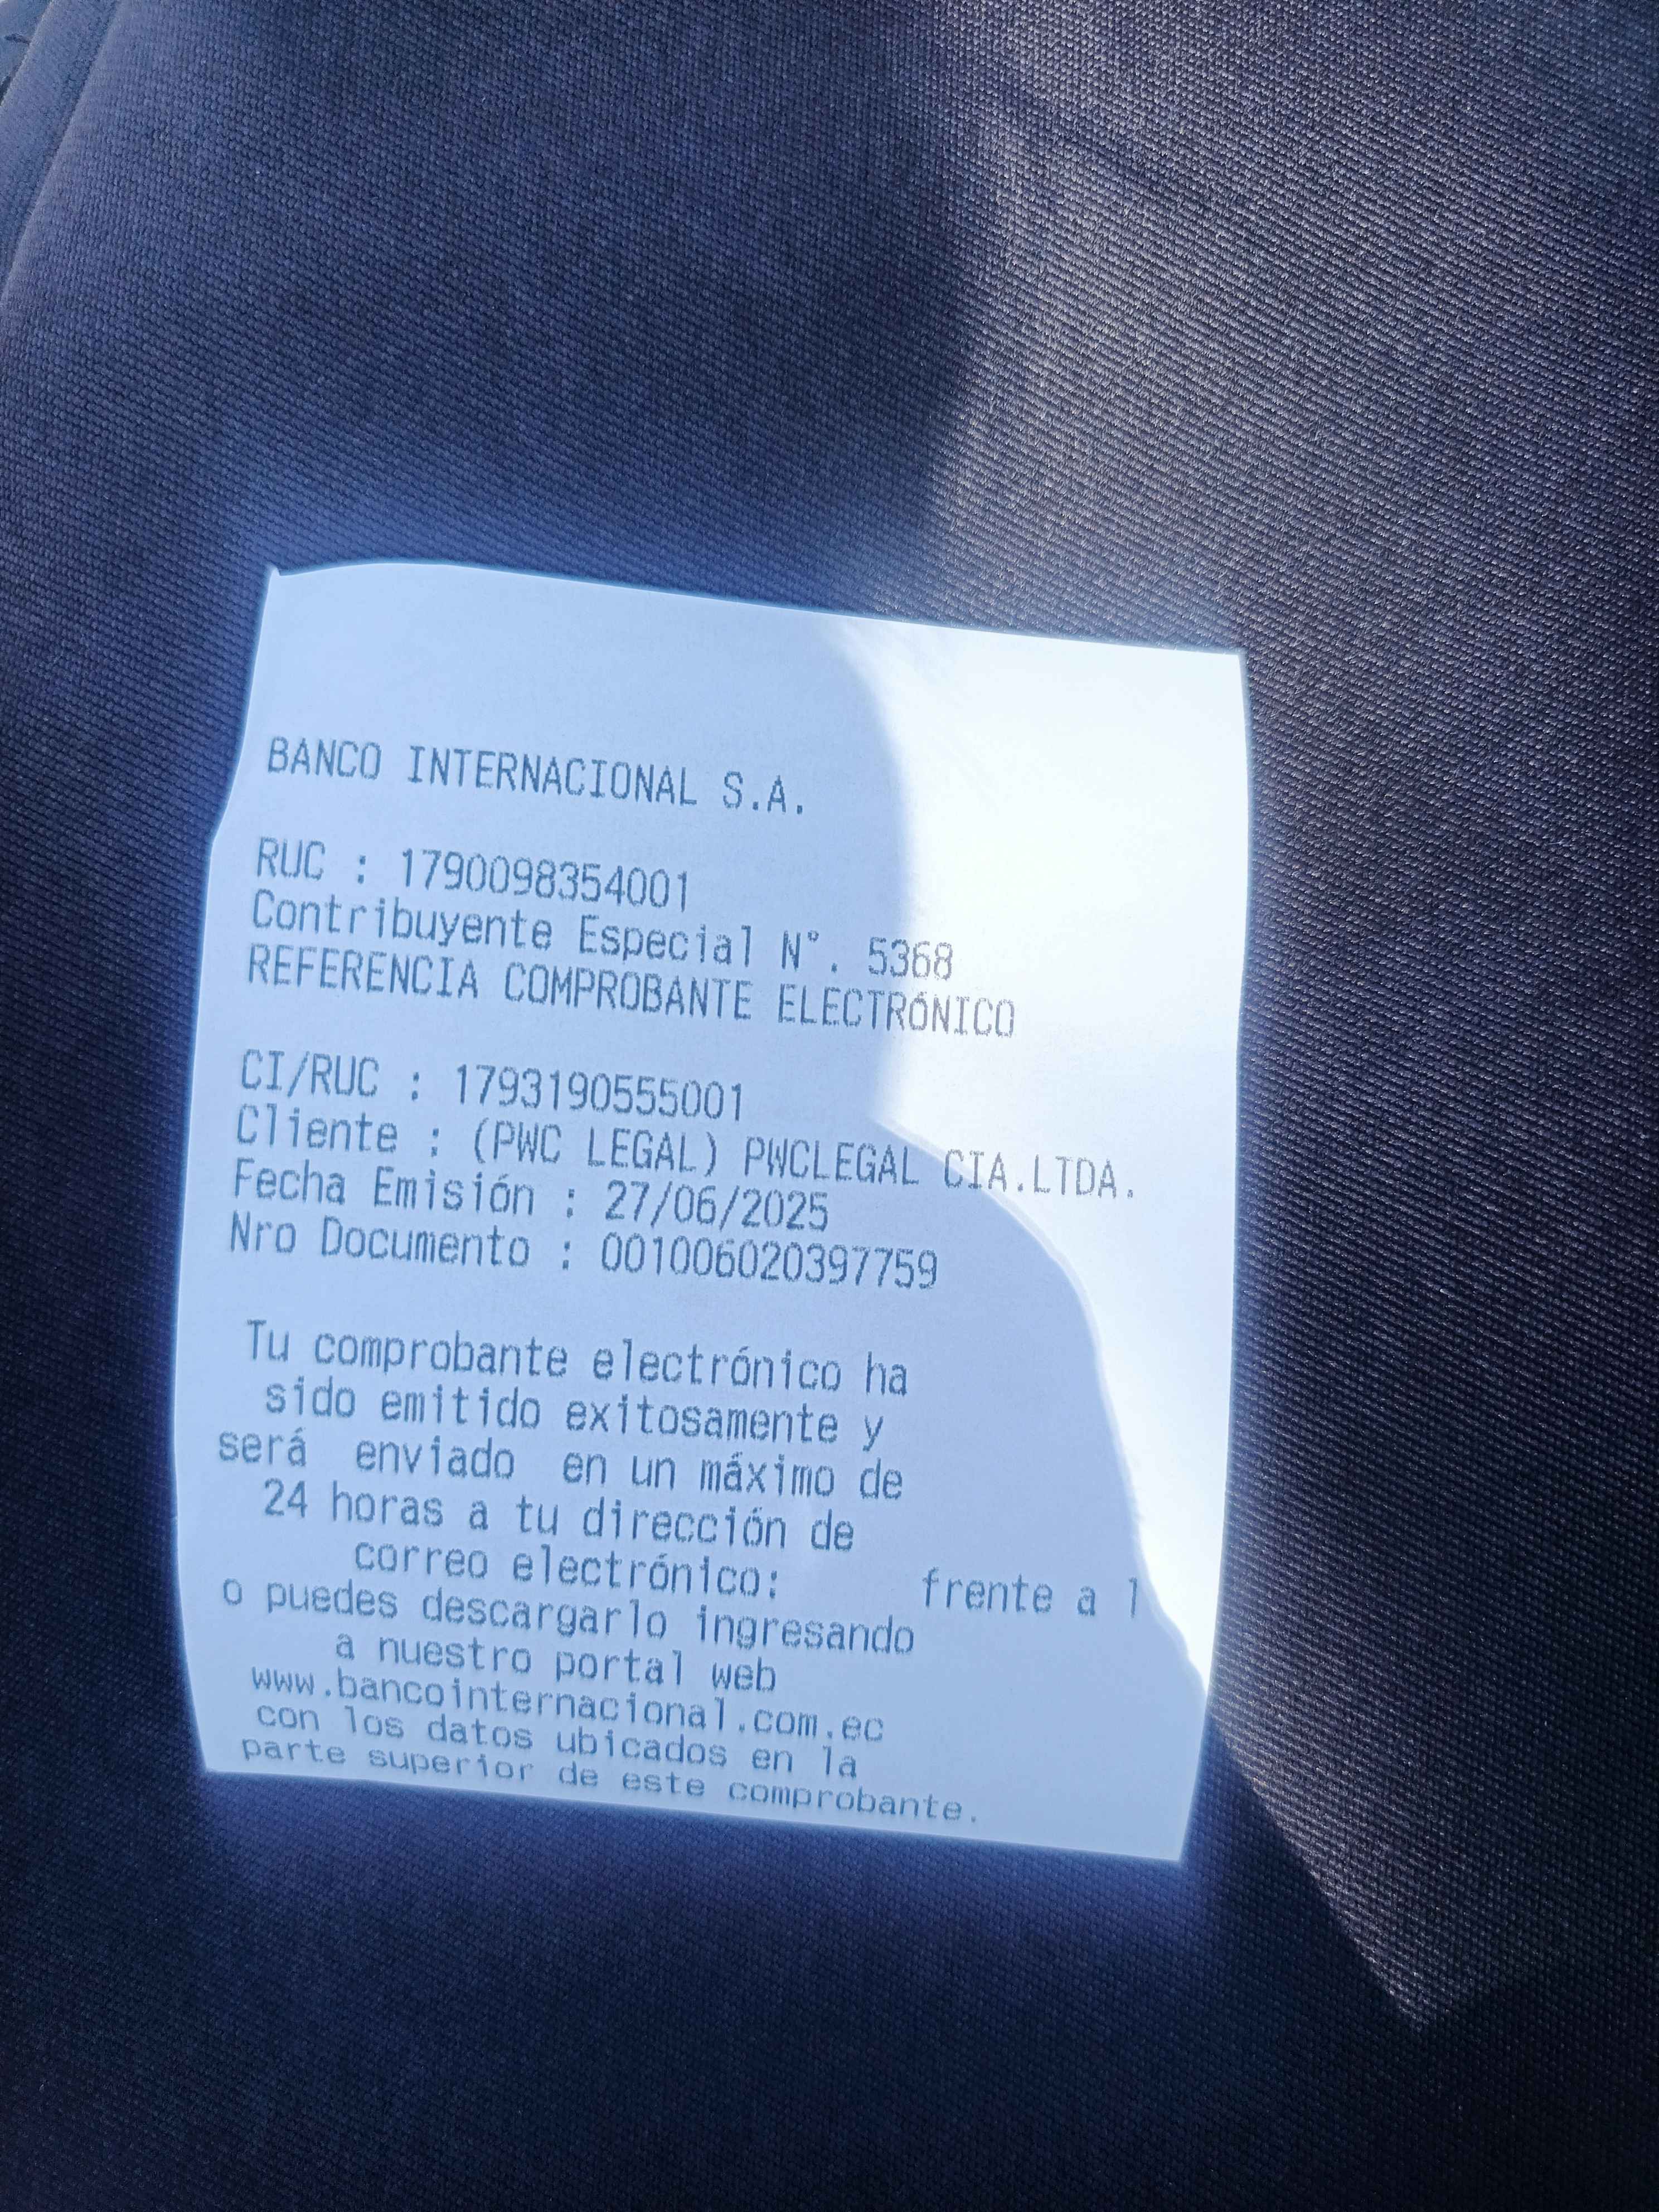 BANCO INTERNACIONAL S.A.
RUC : 1790098354001
Contribuyente Especial N°. 5368
REFERENCIA COMPROBANTE ELECTRÓNICO
CI/RUC : 1793190555001
Cliente : (PWC LEGAL) PWCLEGAL CIA.LTDA.
Fecha Emisión : 27/06/2025
Nro Documento : 001006020397759
Tu comprobante electrónico ha
sido emitido exitosamente y
será enviado en un máximo de
24 horas a tu dirección de
correo electrónico: frente a l
o puedes descargarlo ingresando
a nuestro portal web
www.bancointernacional.com.ec
con los datos ubicados en la
parte superior de este comprobante.